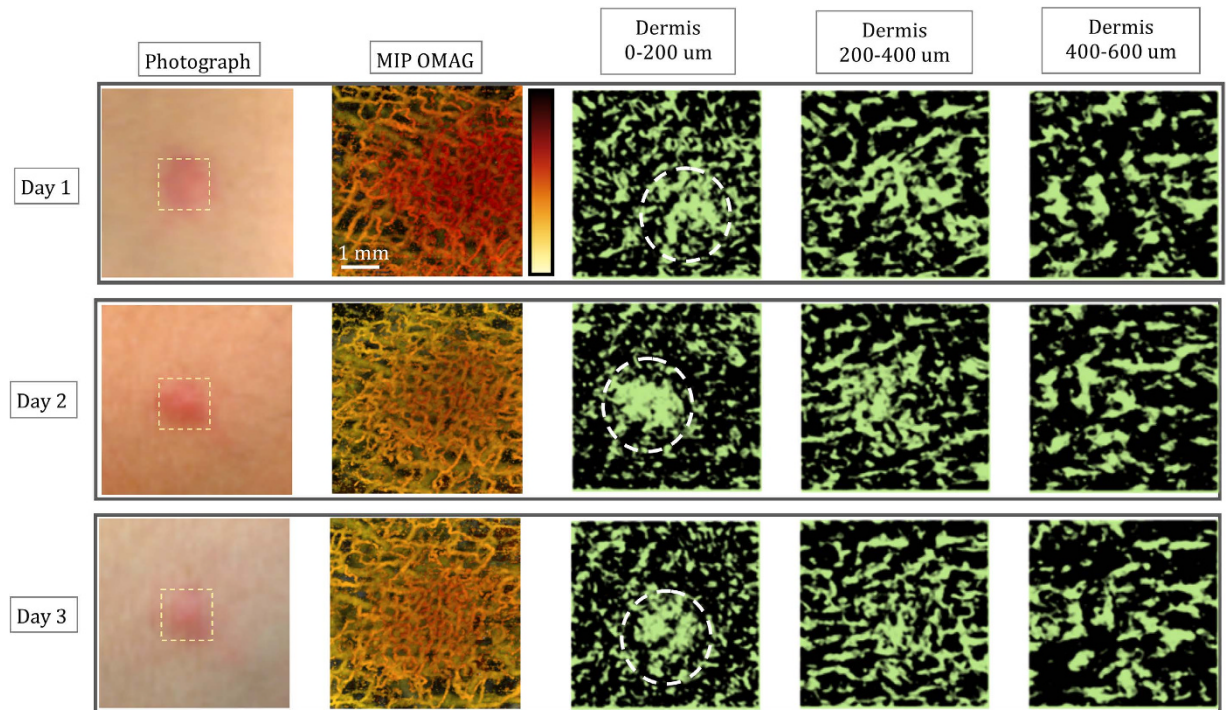 Photograph
MIP OMAG
Dermis
0-200 um
Dermis
200-400 um
Dermis
400-600 um
Day 1
1 mm
Day 2
Day 3